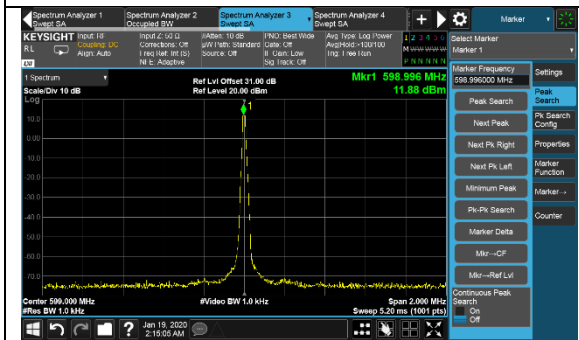 Spectrum Analyzer 1
Swept SA
Spectrum Analyzer 2
Occupied BW
Spectrum Analyzer 3
Swept SA
Spectrum Analyzer 4
Swept SA
Marker
KEYSIGHT
RL
Input: RF
Coupling: DC
Align: Auto
Input Z: 50 Ω
Corrections: Off
Freq Ref: Int (S)
NFE: Adaptive
#Atten: 10 dB
µW Path: Standard
Source: Off
PNO: Best Wide
Gate: Off
IF Gain: Low
Sig Track: Off
Avg Type: Log Power
Avg|Hold:>100/100
Trig: Free Run
1 2 3 4 5 6
M W W W W W
P N N N N N
Select Marker
Marker 1
1 Spectrum
Scale/Div 10 dB
Log
Ref Lvl Offset 31.00 dB
Ref Level 20.00 dBm
Mkr1 598.996 MHz
11.88 dBm
1
10.0
0.0
-10.0
-20.0
-30.0
-40.0
-50.0
-60.0
-70.0
Center 599.000 MHz
#Res BW 1.0 kHz
#Video BW 1.0 kHz
Span 2.000 MHz
Sweep 5.20 ms (1001 pts)
Marker Frequency
598.996000 MHz
Peak Search
Next Peak
Next Pk Right
Next Pk Left
Minimum Peak
Pk-Pk Search
Marker Delta
Mkr→CF
Mkr→Ref Lvl
Continuous Peak
Search
On
Off
Settings
Peak
Search
Pk Search
Config
Properties
Marker
Function
Marker→
Counter
?
Jan 19, 2020
2:15:05 AM